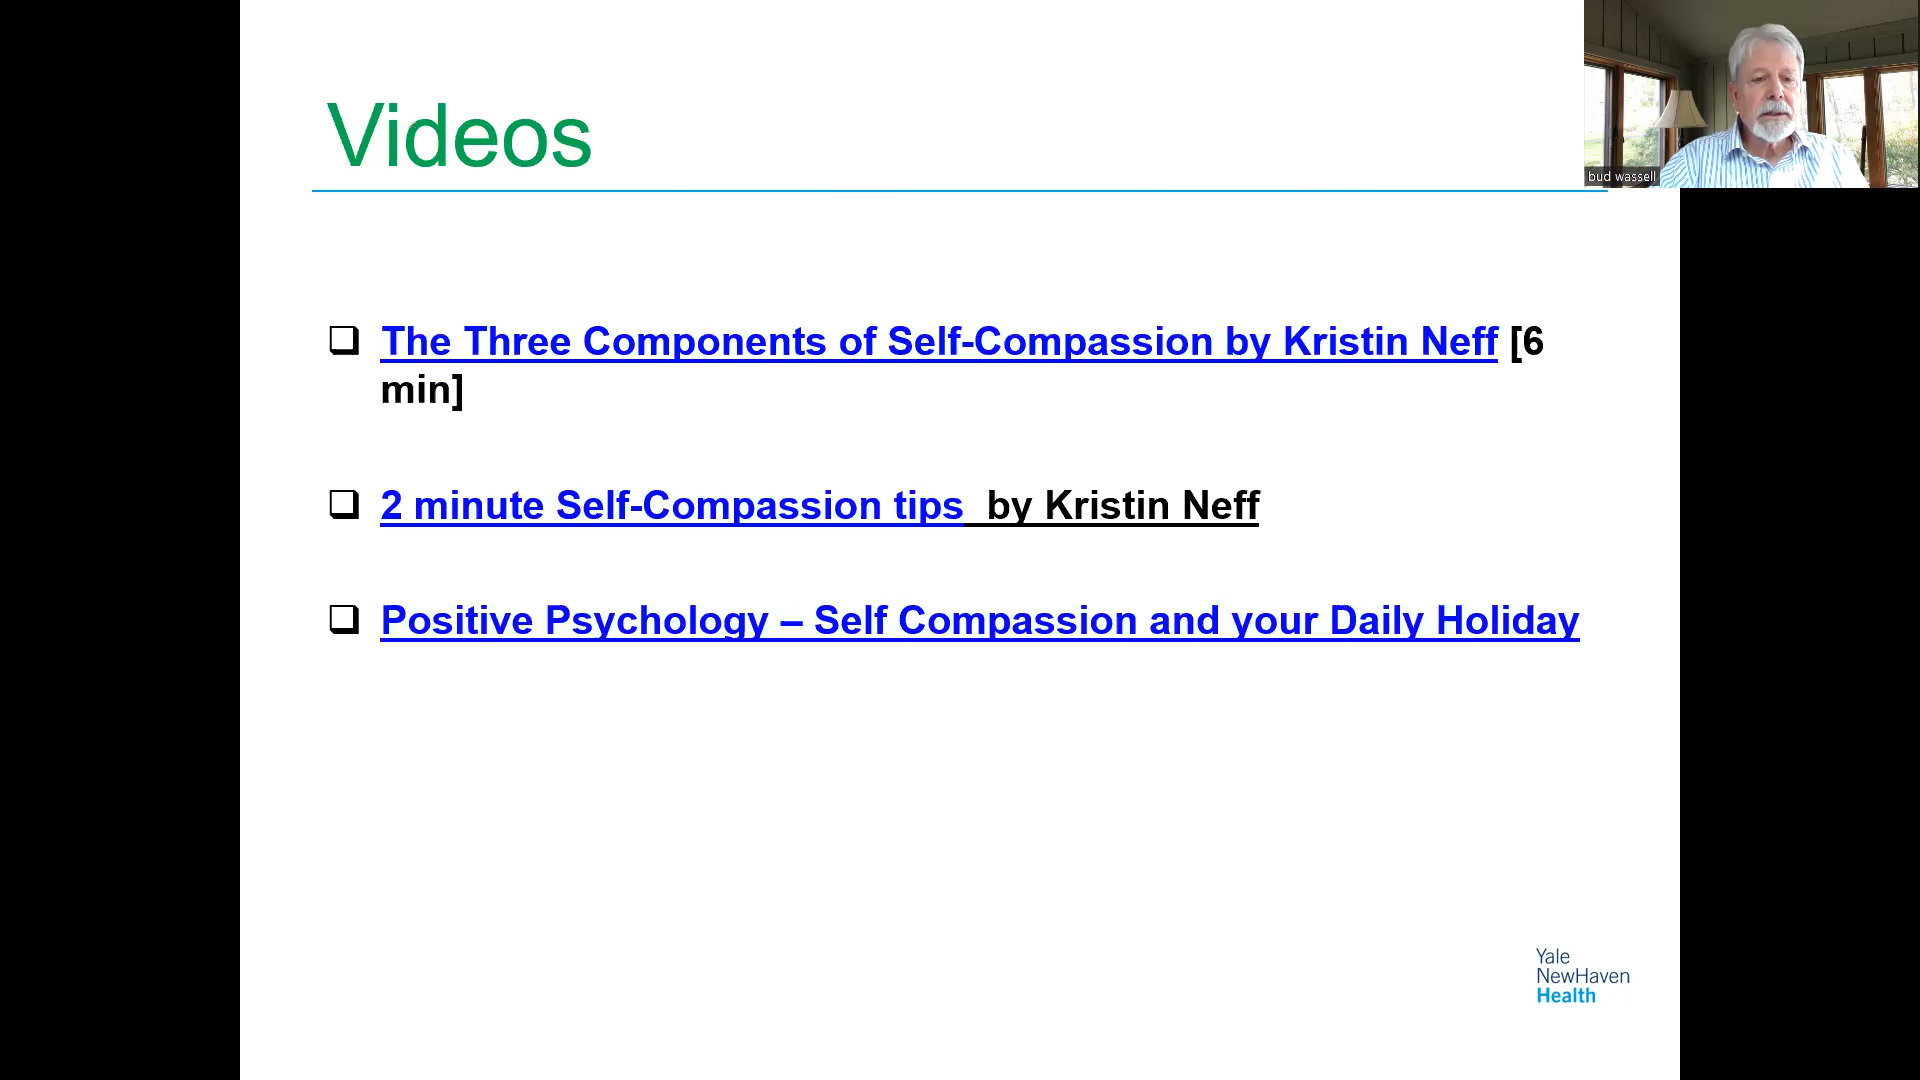 Videos
bud wassell
The Three Components of Self-Compassion by Kristin Neff [6
min]
2 minute Self-Compassion tips  by Kristin Neff
Positive Psychology – Self Compassion and your Daily Holiday
Yale
NewHaven
Health